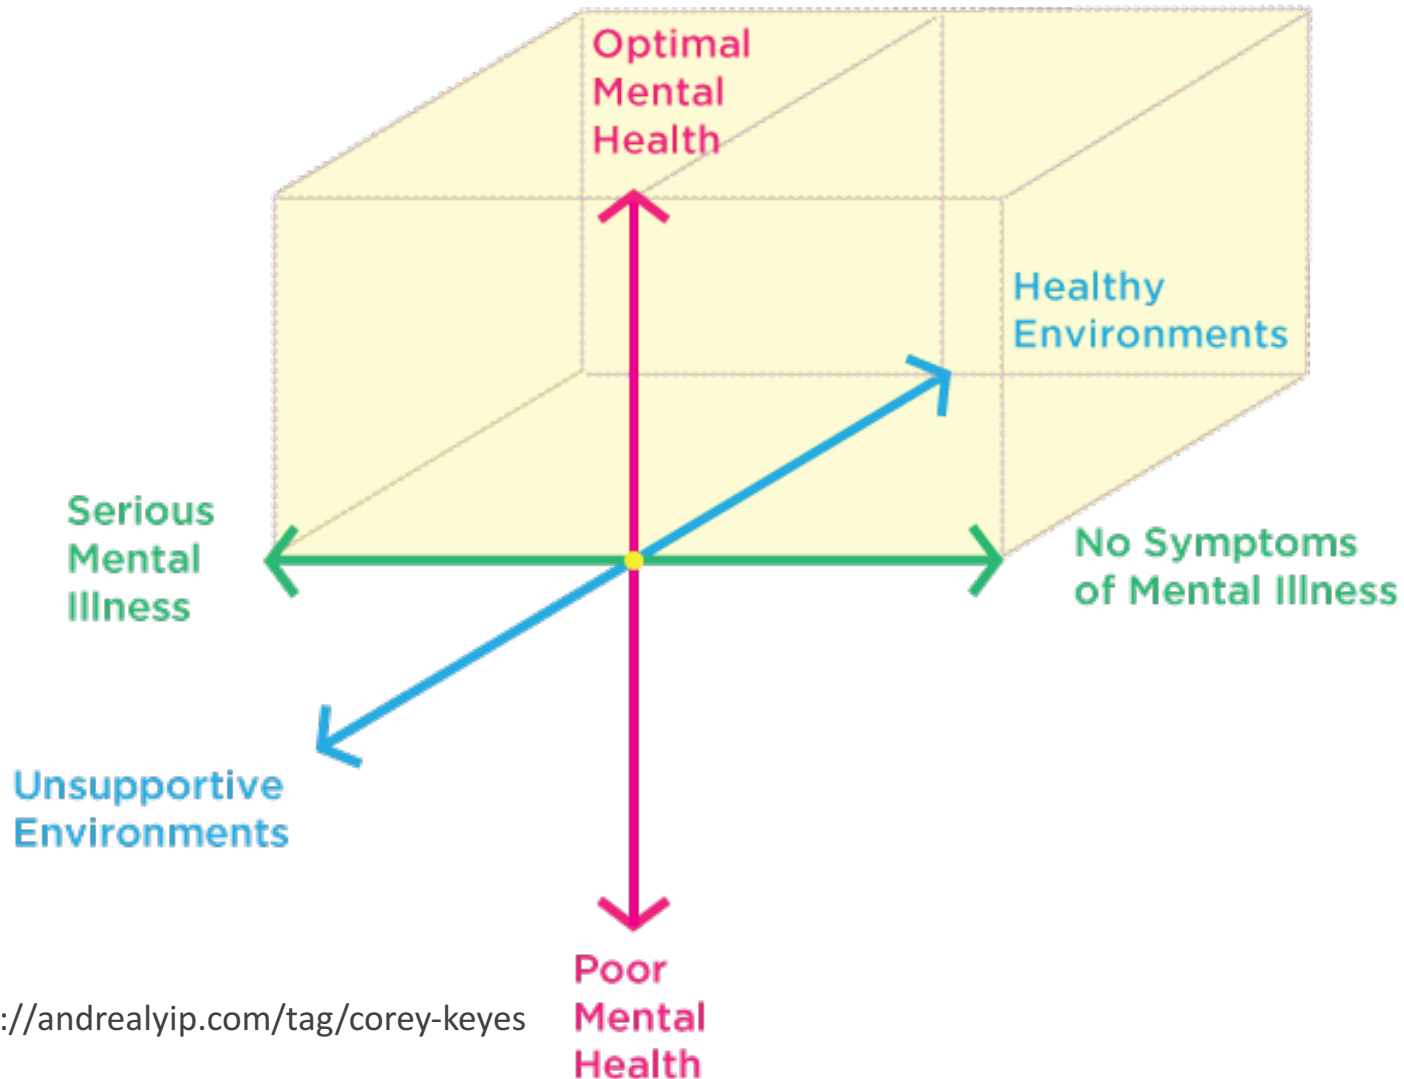 Optimal
Mental
Health
Healthy
Environments
Serious
Mental
Illness
No Symptoms
of Mental Illness
Unsupportive
Environments
Poor
Mental
Health
://andrealyip.com/tag/corey-keyes